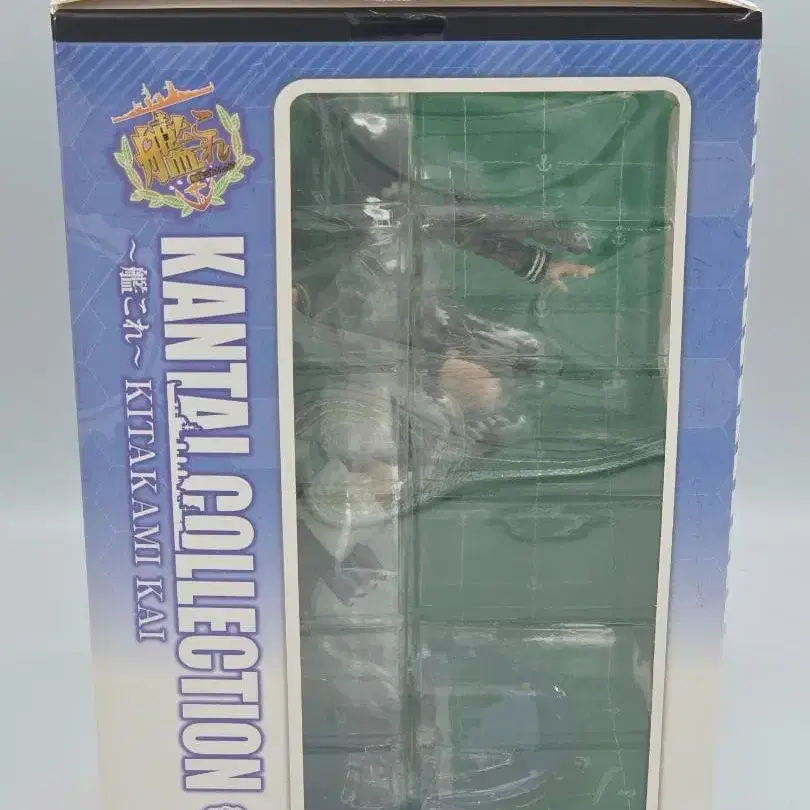 艦これ
KANTAI COLLECTION
～艦これ～ KITAKAMI KAI